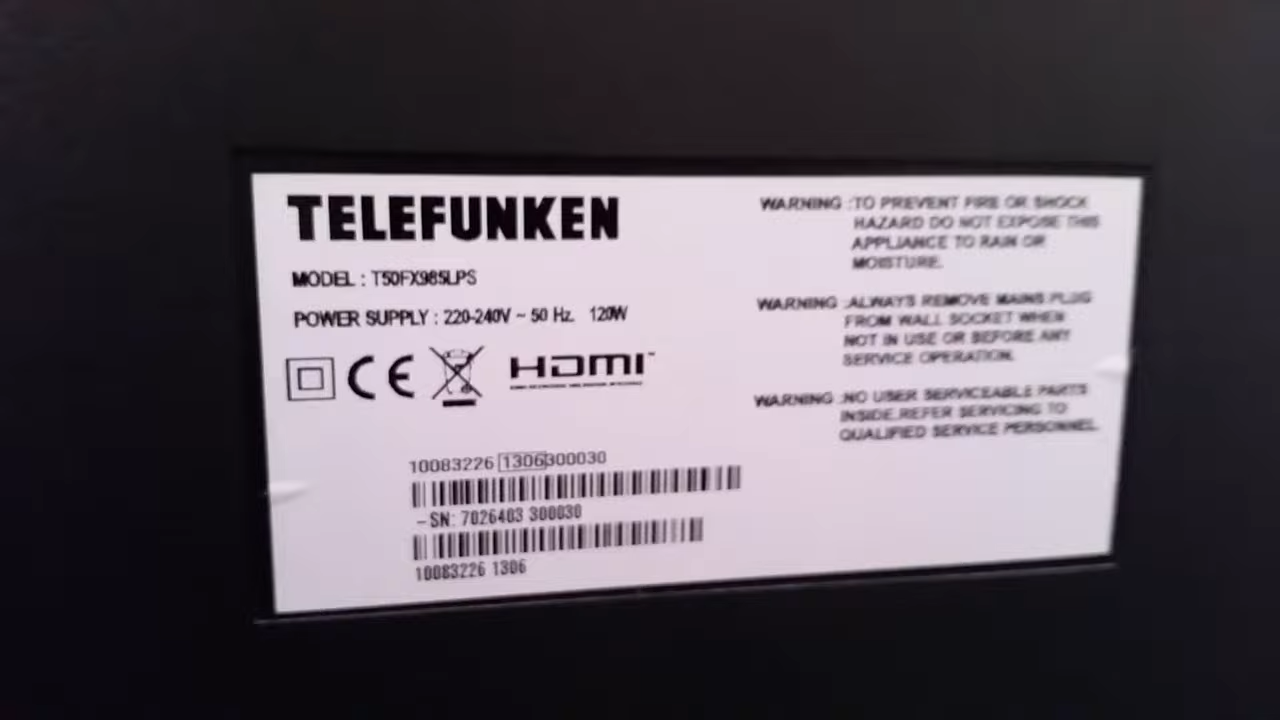 TELEFUNKEN
MODEL : T50FX985LPS
POWER SUPPLY : 220-240V ~ 50 Hz. 120W
CE
HDMI™
10083226 1306300030
-SN: 7026403 300030
10083226 1306
WARNING :TO PREVENT FIRE OR SHOCK
HAZARD DO NOT EXPOSE THIS
APPLIANCE TO RAIN OR
MOISTURE.
WARNING :ALWAYS REMOVE MAINS PLUG
FROM WALL SOCKET WHEN
NOT IN USE OR BEFORE ANY
SERVICE OPERATION.
WARNING :NO USER SERVICEABLE PARTS
INSIDE.REFER SERVICING TO
QUALIFIED SERVICE PERSONNEL.